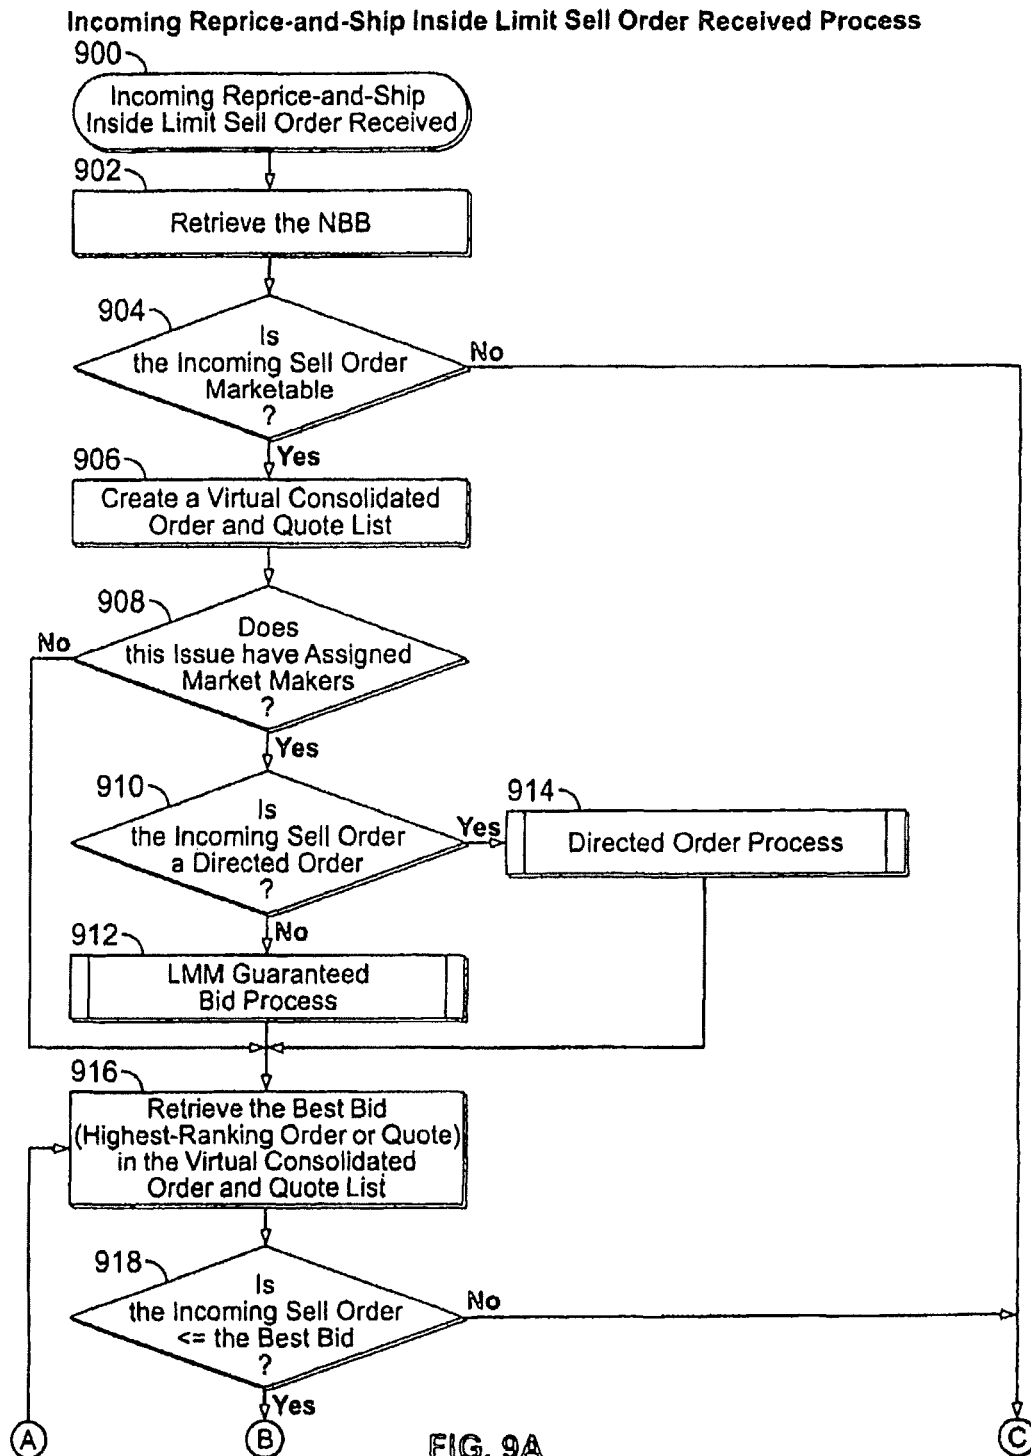 Incoming Reprice-and-Ship Inside Limit Sell Order Received Process
900
Incoming Reprice-and-Ship
Inside Limit Sell Order Received
902
Retrieve the NBB
904
Is
the Incoming Sell Order
Marketable
?
No
Yes
906
Create a Virtual Consolidated
Order and Quote List
908
No
Does
this Issue have Assigned
Market Makers
?
Yes
910
Is
the Incoming Sell Order
a Directed Order
?
Yes
914
Directed Order Process
No
912
LMM Guaranteed
Bid Process
916
Retrieve the Best Bid
(Highest-Ranking Order or Quote)
in the Virtual Consolidated
Order and Quote List
918
Is
the Incoming Sell Order
<= the Best Bid
?
No
Yes
A
B
FIG. 9A
C